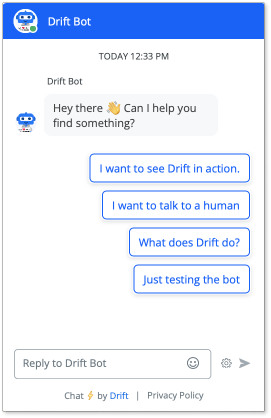 Drift Bot
TODAY 12:33 PM
Drift Bot
Hey there 👋 Can I help you
find something?
I want to see Drift in action.
I want to talk to a human
What does Drift do?
Just testing the bot
Reply to Drift Bot
Chat ⚡ by Drift | Privacy Policy